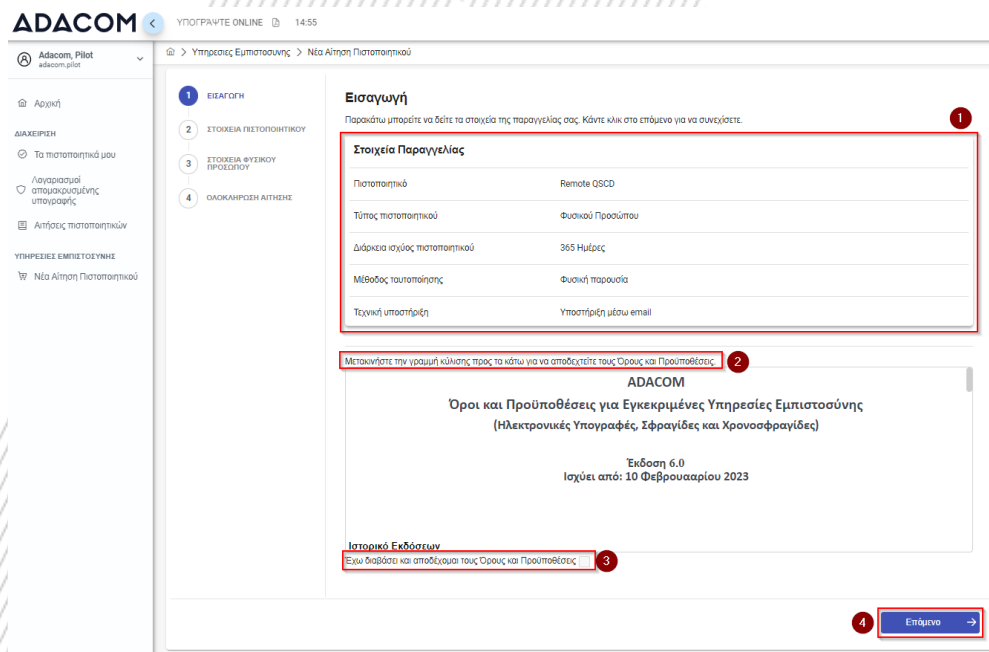 ADACOM
ΥΠΟΓΡΑΨΤΕ ONLINE 14:55
Adacom, Pilot
adacom.pilot
Υπηρεσιες Εμπιστοσυνης > Νέα Αίτηση Πιστοποιητικού
Αρχική
ΔΙΑΧΕΙΡΙΣΗ
Τα πιστοποιητικά μου
Λογαριασμοί
απομακρυσμένης
υπογραφής
Αιτήσεις πιστοποιητικών
ΥΠΗΡΕΣΙΕΣ ΕΜΠΙΣΤΟΣΥΝΗΣ
Νέα Αίτηση Πιστοποιητικού
1 ΕΙΣΑΓΩΓΗ
2 ΣΤΟΙΧΕΙΑ ΠΙΣΤΟΠΟΙΗΤΙΚΟΥ
3 ΣΤΟΙΧΕΙΑ ΦΥΣΙΚΟΥ
ΠΡΟΣΩΠΟΥ
4 ΟΛΟΚΛΗΡΩΣΗ ΑΙΤΗΣΗΣ
Εισαγωγή
Παρακάτω μπορείτε να δείτε τα στοιχεία της παραγγελίας σας. Κάντε κλικ στο επόμενο για να συνεχίσετε.
1
Στοιχεία Παραγγελίας
Πιστοποιητικό Remote QSCD
Τύπος πιστοποιητικού Φυσικού Προσώπου
Διάρκεια ισχύος πιστοποιητικού 365 Ημέρες
Μέθοδος ταυτοποίησης Φυσική παρουσία
Τεχνική υποστήριξη Υποστήριξη μέσω email
Μετακινήστε την γραμμή κύλισης προς τα κάτω για να αποδεχτείτε τους Όρους και Προϋποθέσεις. 2
ADACOM
Όροι και Προϋποθέσεις για Εγκεκριμένες Υπηρεσίες Εμπιστοσύνης
(Ηλεκτρονικές Υπογραφές, Σφραγίδες και Χρονοσφραγίδες)
Έκδοση 6.0
Ισχύει από: 10 Φεβρουααρίου 2023
Ιστορικό Εκδόσεων
Έχω διαβάσει και αποδέχομαι τους Όρους και Προϋποθέσεις 3
4 Επόμενο